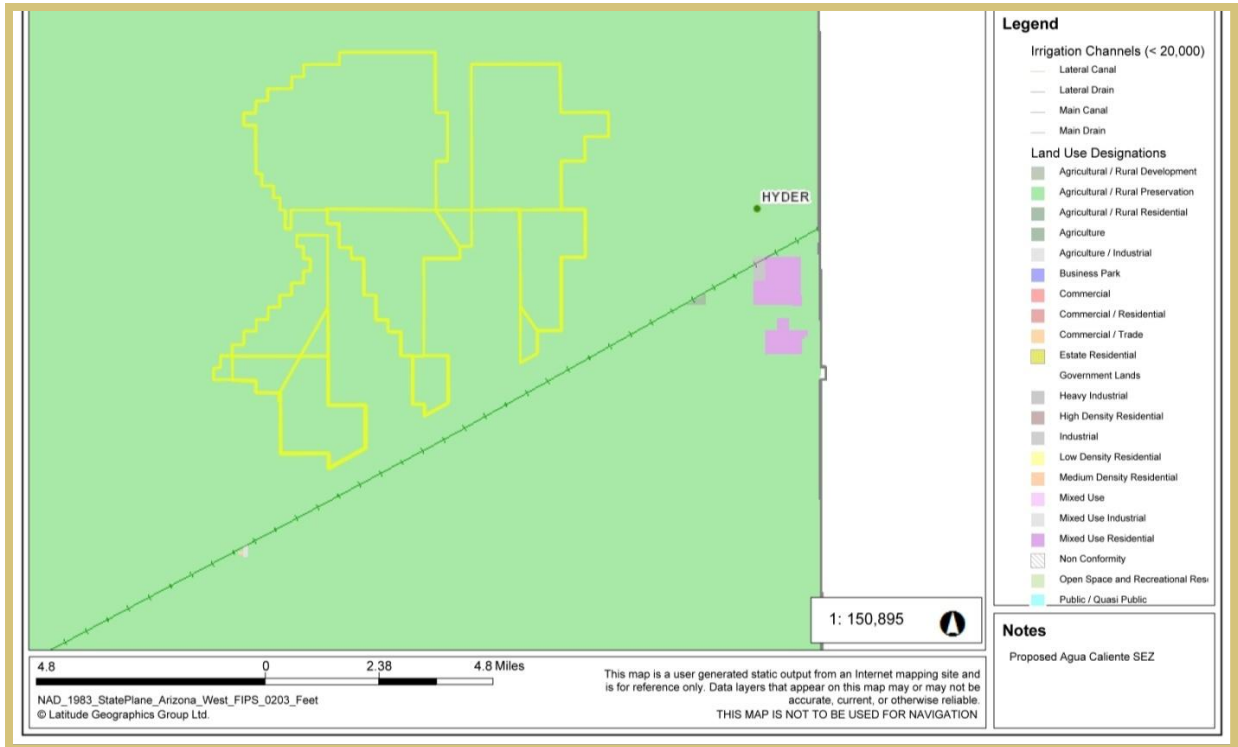 HYDER
1: 150,895
4.8
0
2.38
4.8 Miles
NAD_1983_StatePlane_Arizona_West_FIPS_0203_Feet
© Latitude Geographics Group Ltd.
This map is a user generated static output from an Internet mapping site and
is for reference only. Data layers that appear on this map may or may not be
accurate, current, or otherwise reliable.
THIS MAP IS NOT TO BE USED FOR NAVIGATION
Legend
Irrigation Channels (< 20,000)
Lateral Canal
Lateral Drain
Main Canal
Main Drain
Land Use Designations
Agricultural / Rural Development
Agricultural / Rural Preservation
Agricultural / Rural Residential
Agriculture
Agriculture / Industrial
Business Park
Commercial
Commercial / Residential
Commercial / Trade
Estate Residential
Government Lands
Heavy Industrial
High Density Residential
Industrial
Low Density Residential
Medium Density Residential
Mixed Use
Mixed Use Industrial
Mixed Use Residential
Non Conformity
Open Space and Recreational Res
Public / Quasi Public
Notes
Proposed Agua Caliente SEZ